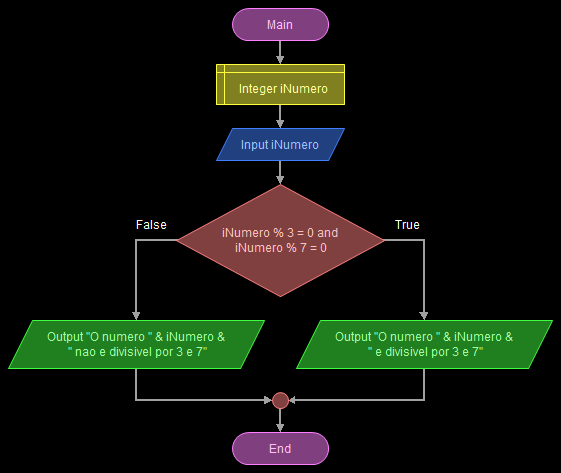 Main
Integer iNumero
Input iNumero
False
True
iNumero % 3 = 0 and
iNumero % 7 = 0
Output "O numero " & iNumero &
" nao e divisivel por 3 e 7"
Output "O numero " & iNumero &
" e divisivel por 3 e 7"
End